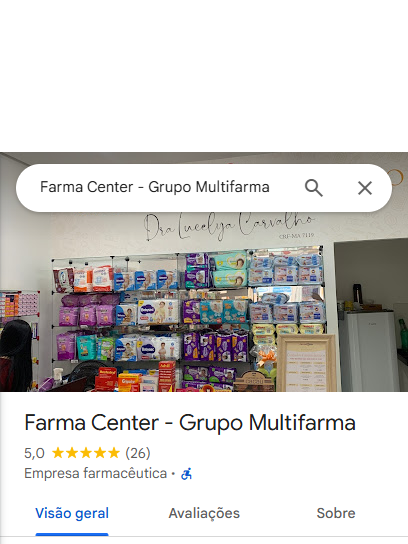 Farma Center - Grupo Multifarma
Dra Lucelya Carvalho
CRF-MA 7119
Farma Center - Grupo Multifarma
5,0 (26)
Empresa farmacêutica ·
Visão geral Avaliações Sobre